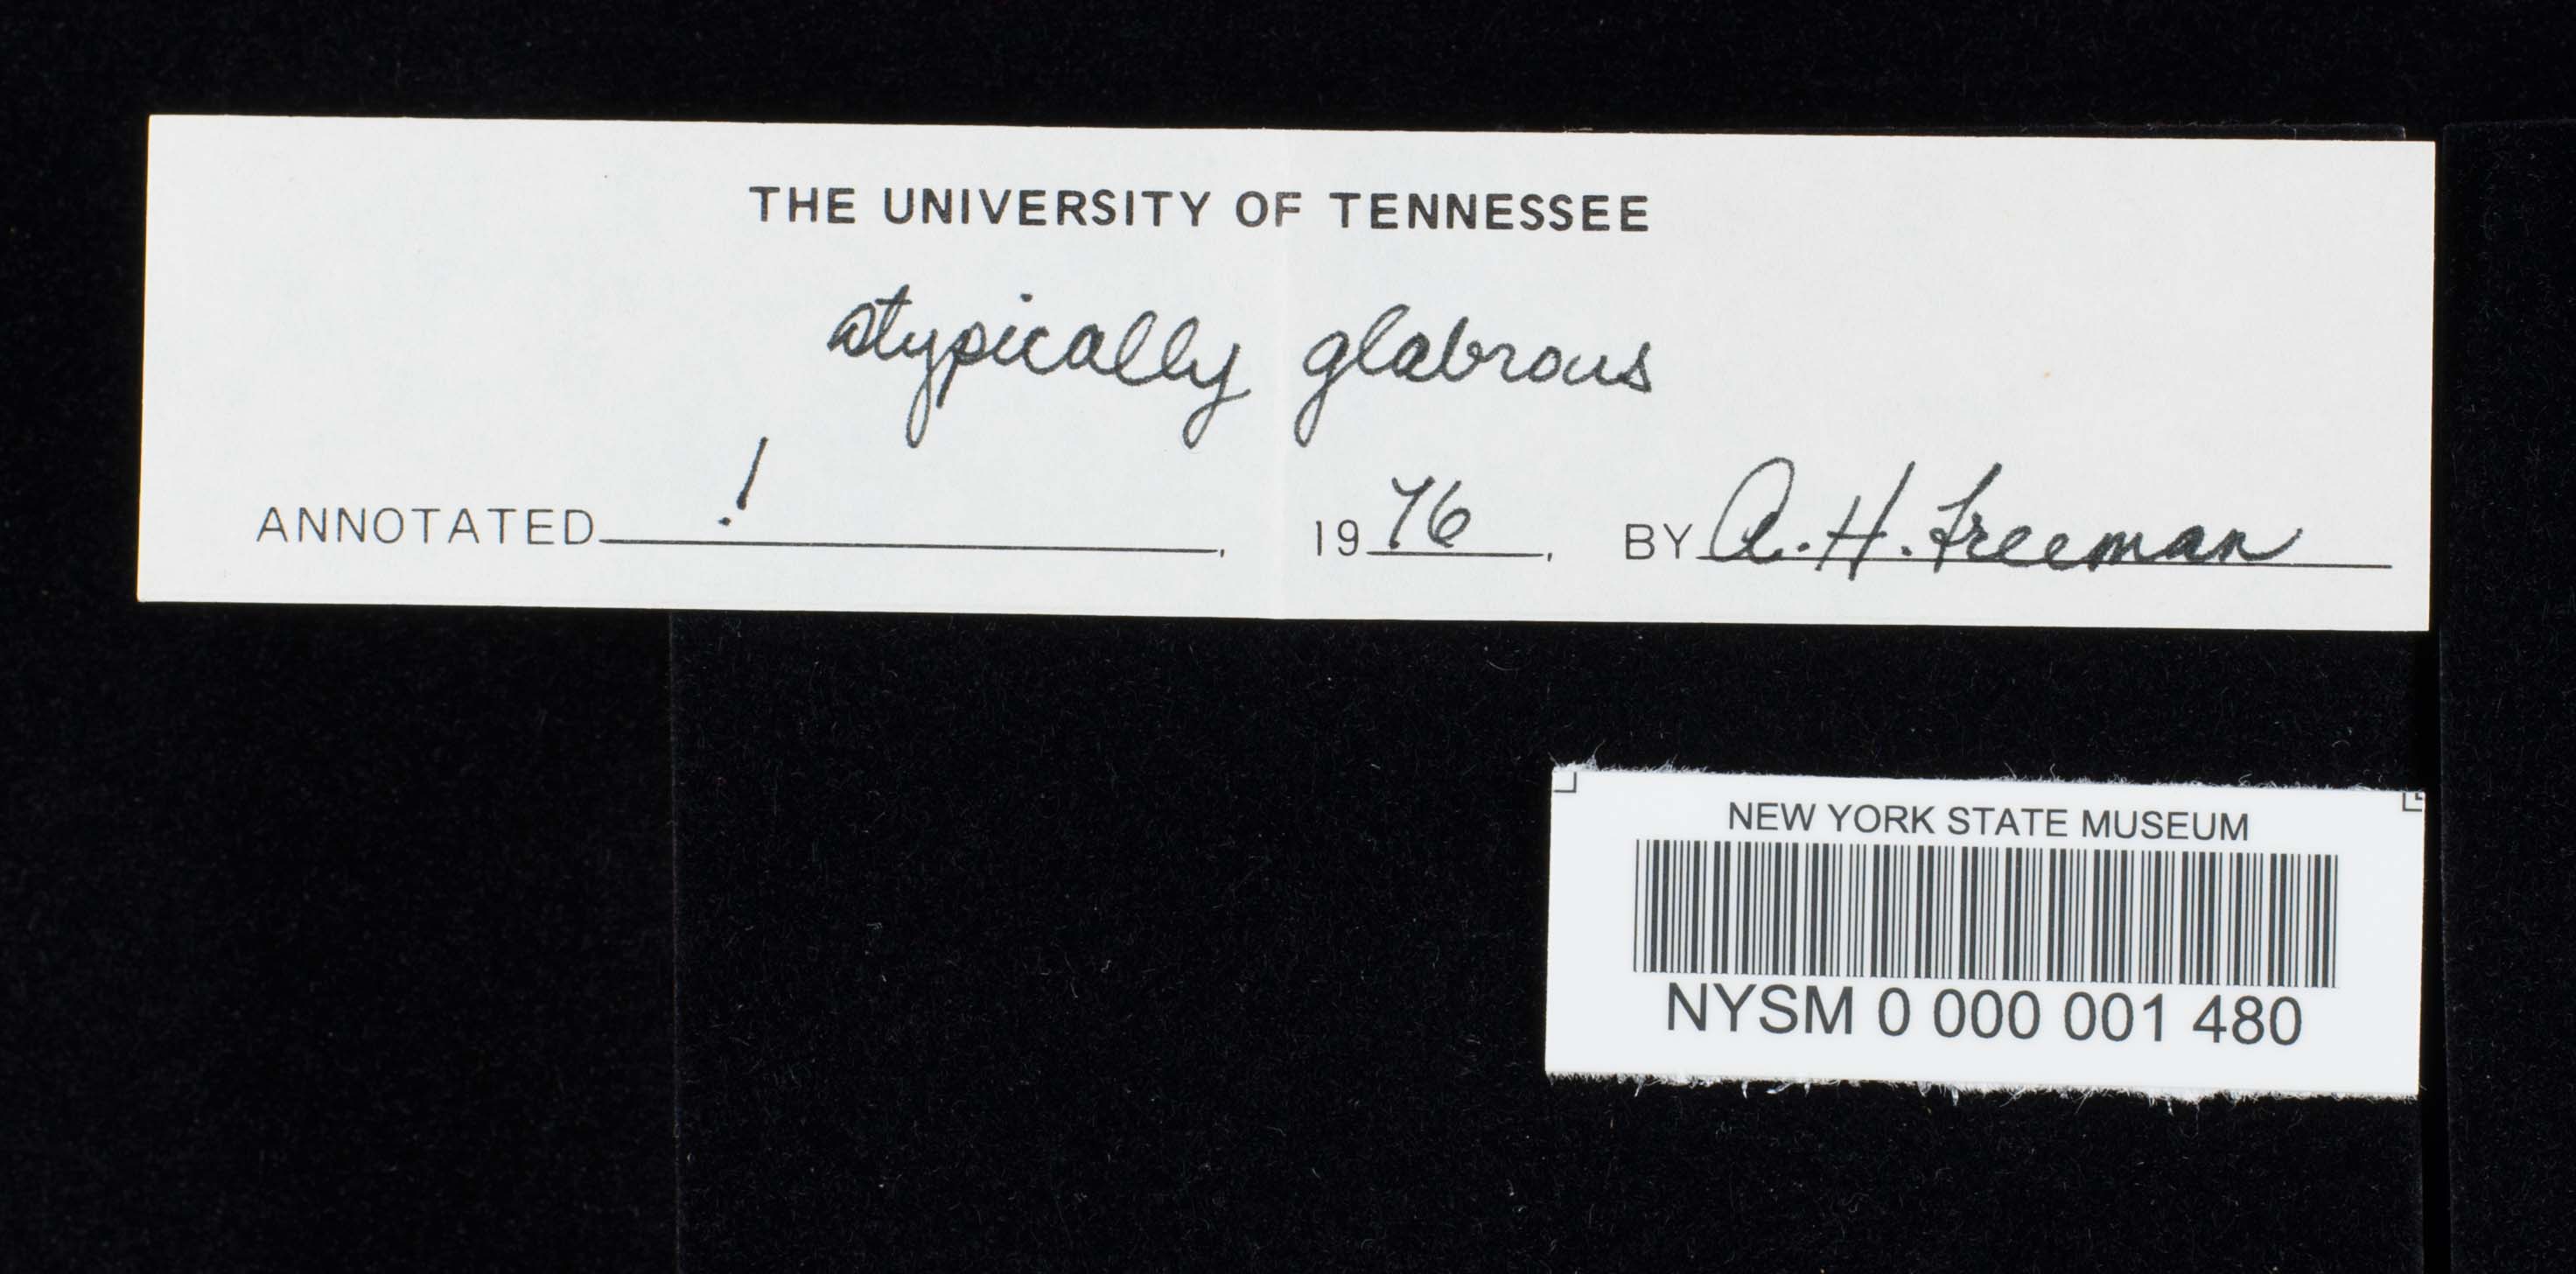 THE UNIVERSITY OF TENNESSEE
atypically glabrous
ANNOTATED ! , 1976, BY A. H. Freeman
NEW YORK STATE MUSEUM
NYSM 0 000 001 480